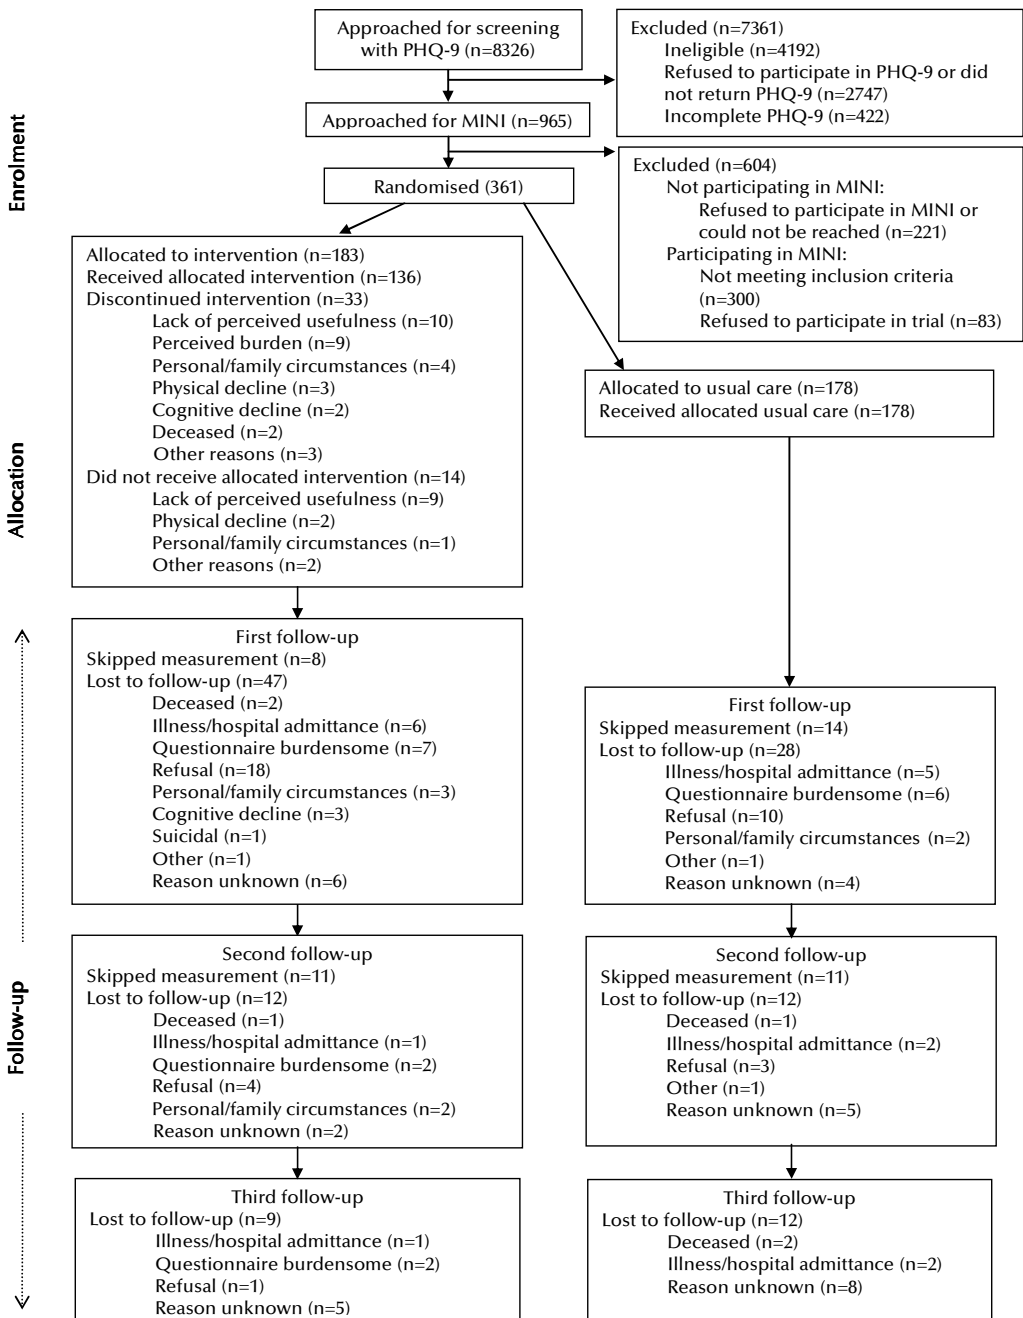 Approached for screening
with PHQ-9 (n=8326)
Excluded (n=7361)
Ineligible (n=4192)
Refused to participate in PHQ-9 or did
not return PHQ-9 (n=2747)
Incomplete PHQ-9 (n=422)
Enrolment
Approached for MINI (n=965)
Excluded (n=604)
Not participating in MINI:
Refused to participate in MINI or
could not be reached (n=221)
Participating in MINI:
Not meeting inclusion criteria
(n=300)
Refused to participate in trial (n=83)
Randomised (361)
Allocation
Allocated to intervention (n=183)
Received allocated intervention (n=136)
Discontinued intervention (n=33)
Lack of perceived usefulness (n=10)
Perceived burden (n=9)
Personal/family circumstances (n=4)
Physical decline (n=3)
Cognitive decline (n=2)
Deceased (n=2)
Other reasons (n=3)
Did not receive allocated intervention (n=14)
Lack of perceived usefulness (n=9)
Physical decline (n=2)
Personal/family circumstances (n=1)
Other reasons (n=2)
Allocated to usual care (n=178)
Received allocated usual care (n=178)
Follow-up
First follow-up
Skipped measurement (n=8)
Lost to follow-up (n=47)
Deceased (n=2)
Illness/hospital admittance (n=6)
Questionnaire burdensome (n=7)
Refusal (n=18)
Personal/family circumstances (n=3)
Cognitive decline (n=3)
Suicidal (n=1)
Other (n=1)
Reason unknown (n=6)
First follow-up
Skipped measurement (n=14)
Lost to follow-up (n=28)
Illness/hospital admittance (n=5)
Questionnaire burdensome (n=6)
Refusal (n=10)
Personal/family circumstances (n=2)
Other (n=1)
Reason unknown (n=4)
Second follow-up
Skipped measurement (n=11)
Lost to follow-up (n=12)
Deceased (n=1)
Illness/hospital admittance (n=1)
Questionnaire burdensome (n=2)
Refusal (n=4)
Personal/family circumstances (n=2)
Reason unknown (n=2)
Second follow-up
Skipped measurement (n=11)
Lost to follow-up (n=12)
Deceased (n=1)
Illness/hospital admittance (n=2)
Refusal (n=3)
Other (n=1)
Reason unknown (n=5)
Third follow-up
Lost to follow-up (n=9)
Illness/hospital admittance (n=1)
Questionnaire burdensome (n=2)
Refusal (n=1)
Reason unknown (n=5)
Third follow-up
Lost to follow-up (n=12)
Deceased (n=2)
Illness/hospital admittance (n=2)
Reason unknown (n=8)